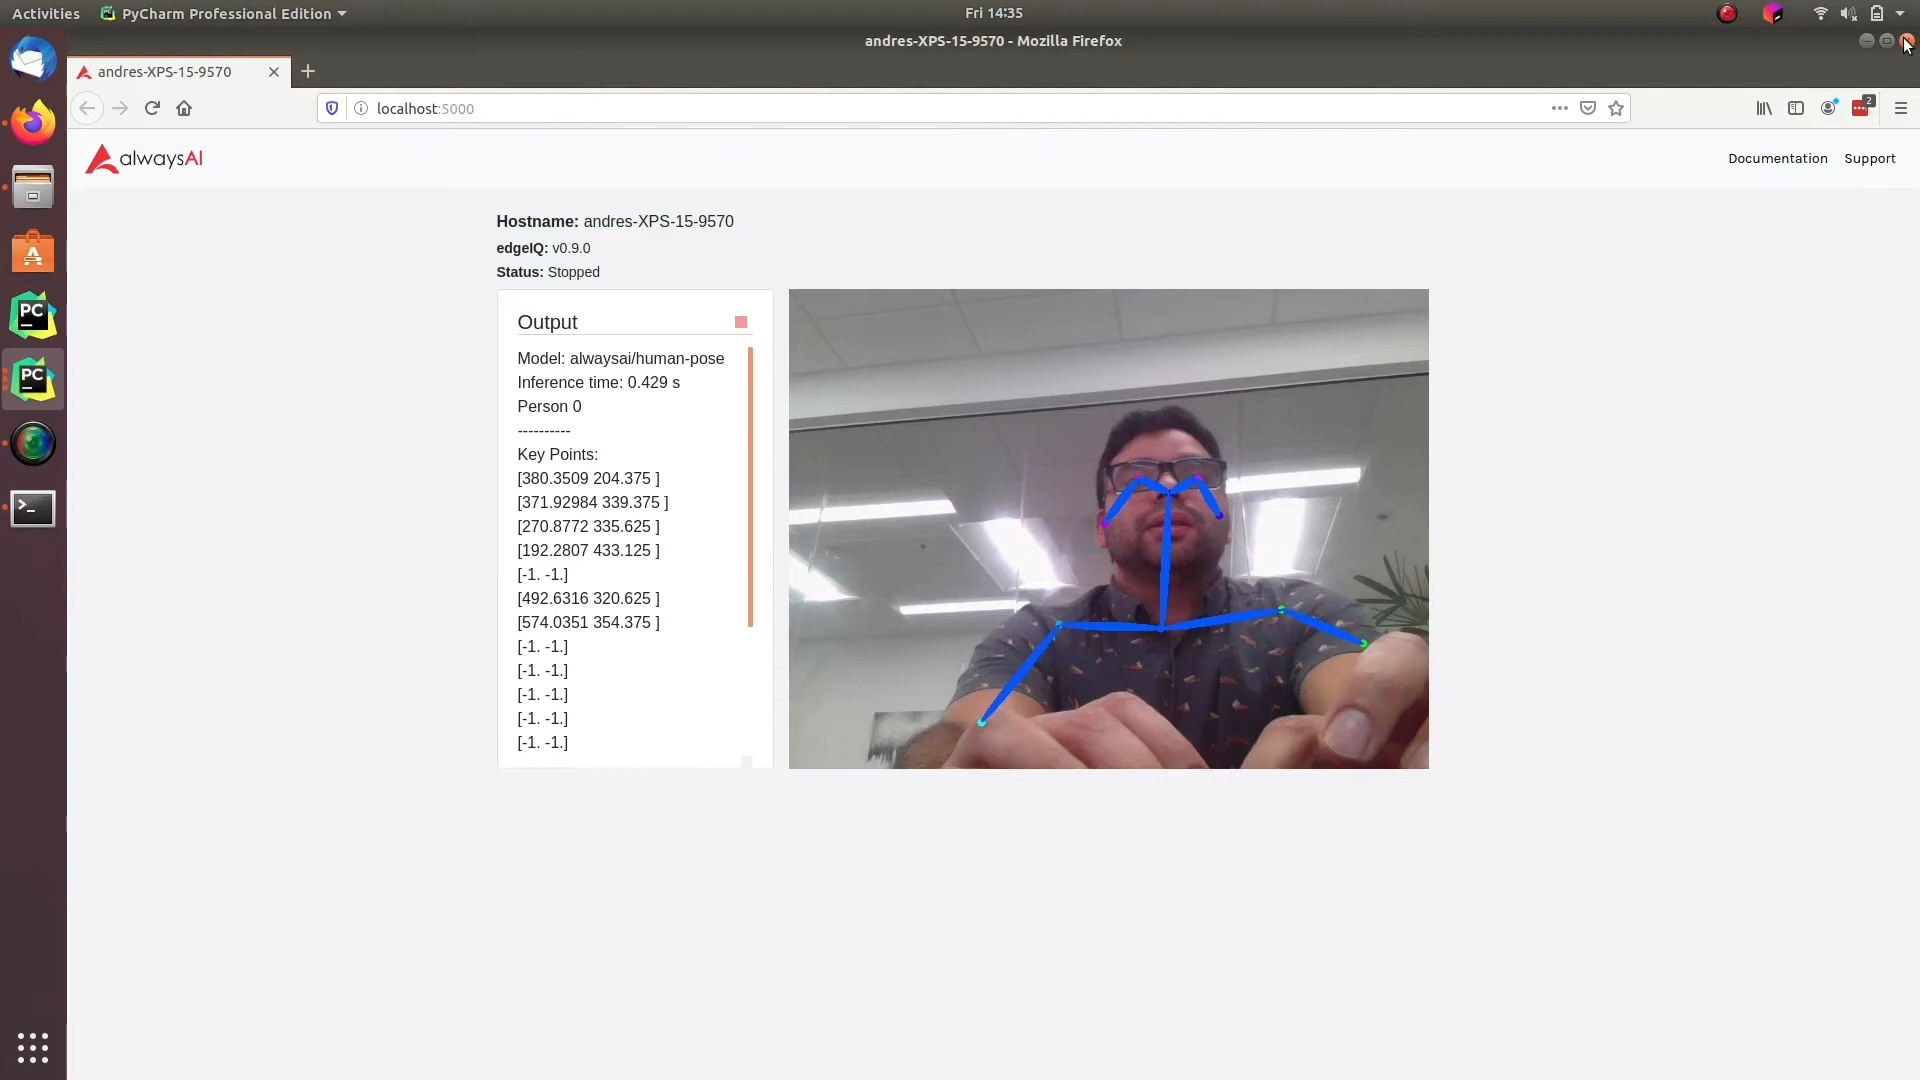 Activities
PyCharm Professional Edition
Fri 14:35
andres-XPS-15-9570 - Mozilla Firefox
andres-XPS-15-9570
localhost:5000
2
alwaysAI
Documentation
Support
Hostname: andres-XPS-15-9570
edgeIQ: v0.9.0
Status: Stopped
Output
Model: alwaysai/human-pose
Inference time: 0.429 s
Person 0
----------
Key Points:
[380.3509 204.375 ]
[371.92984 339.375 ]
[270.8772 335.625 ]
[192.2807 433.125 ]
[-1. -1.]
[492.6316 320.625 ]
[574.0351 354.375 ]
[-1. -1.]
[-1. -1.]
[-1. -1.]
[-1. -1.]
[-1. -1.]
PC
PC